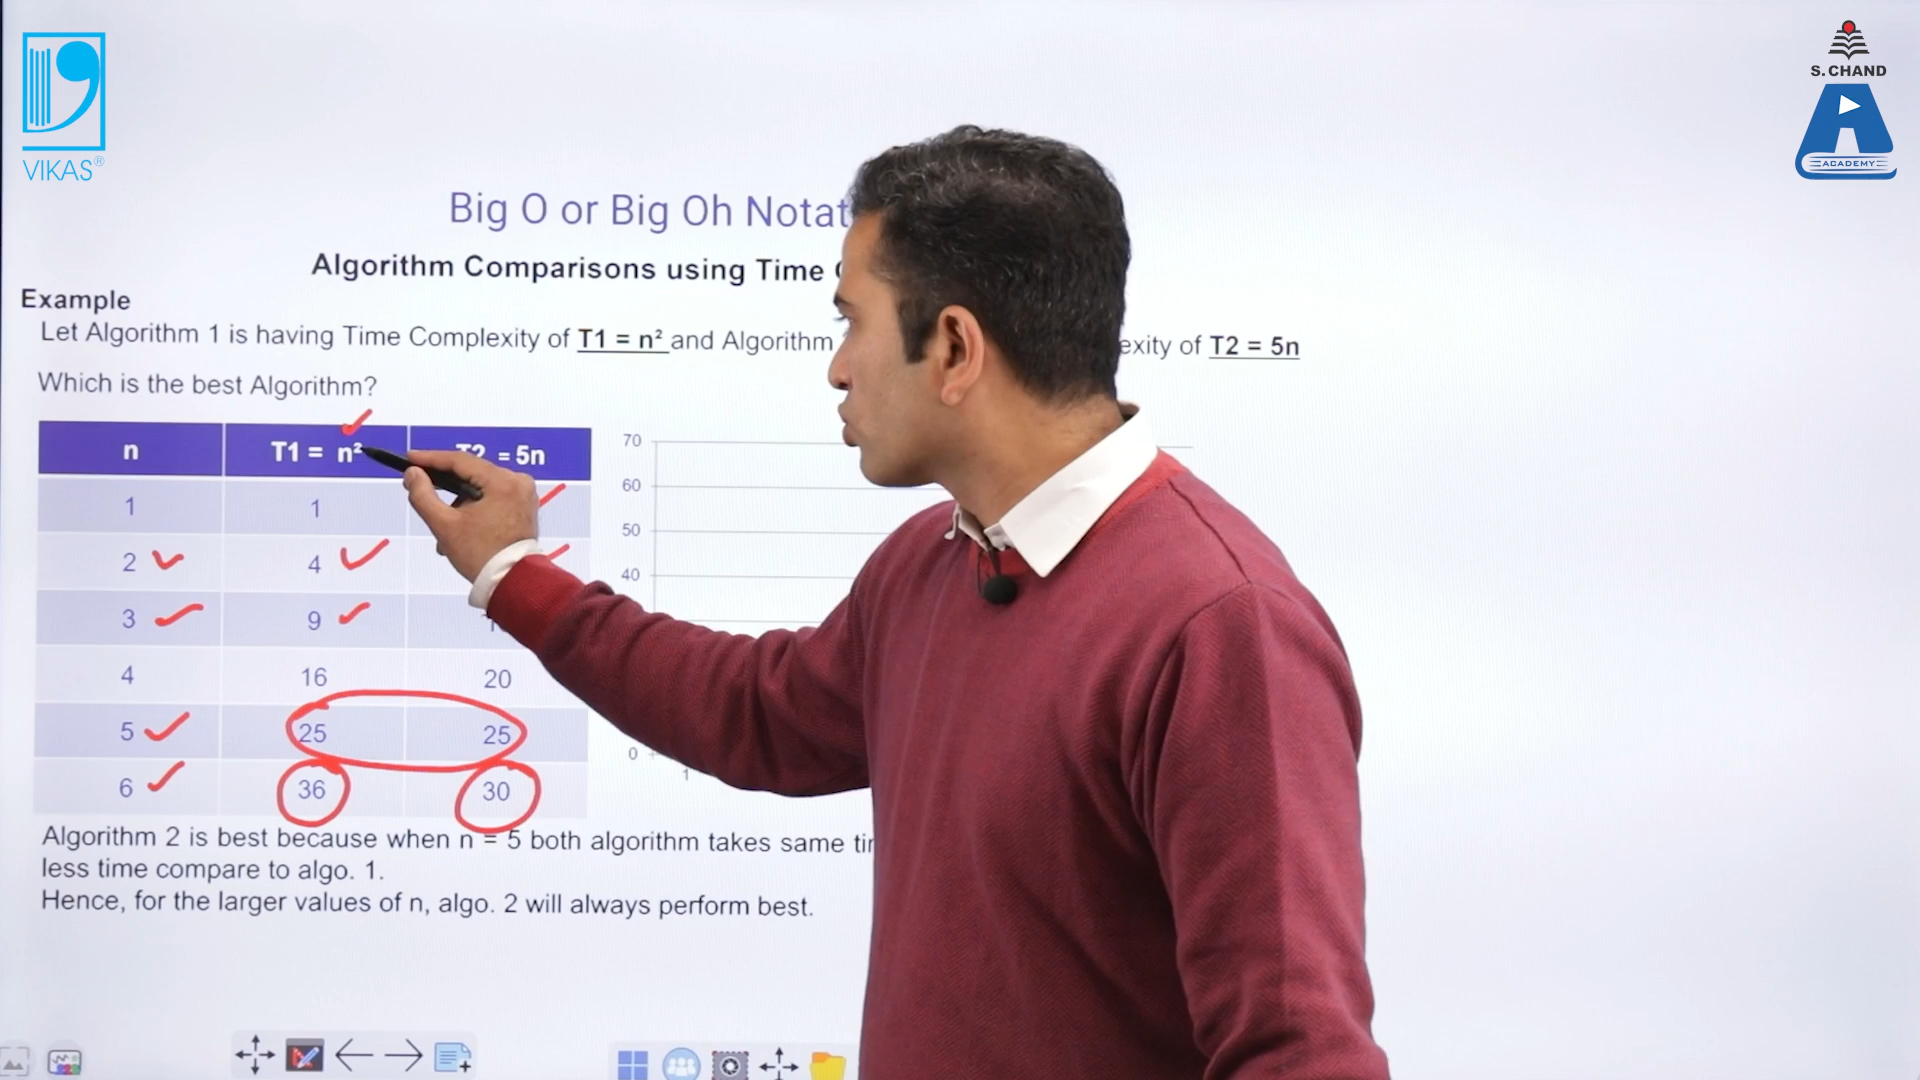 VIKAS®
S. CHAND
ACADEMY
Big O or Big Oh
Algorithm Comparisons using Time
Example
Let Algorithm 1 is having Time Complexity of T1 = n² and Algorithm of T2 = 5n
Which is the best Algorithm?
n T1 = n² T2 = 5n
1 1
2 4
3 9
4 16 20
5 25 25
6 36 30
70
60
50
40
0
1
Algorithm 2 is best because when n = 5 both algorithm takes same
less time compare to algo. 1.
Hence, for the larger values of n, algo. 2 will always perform best.